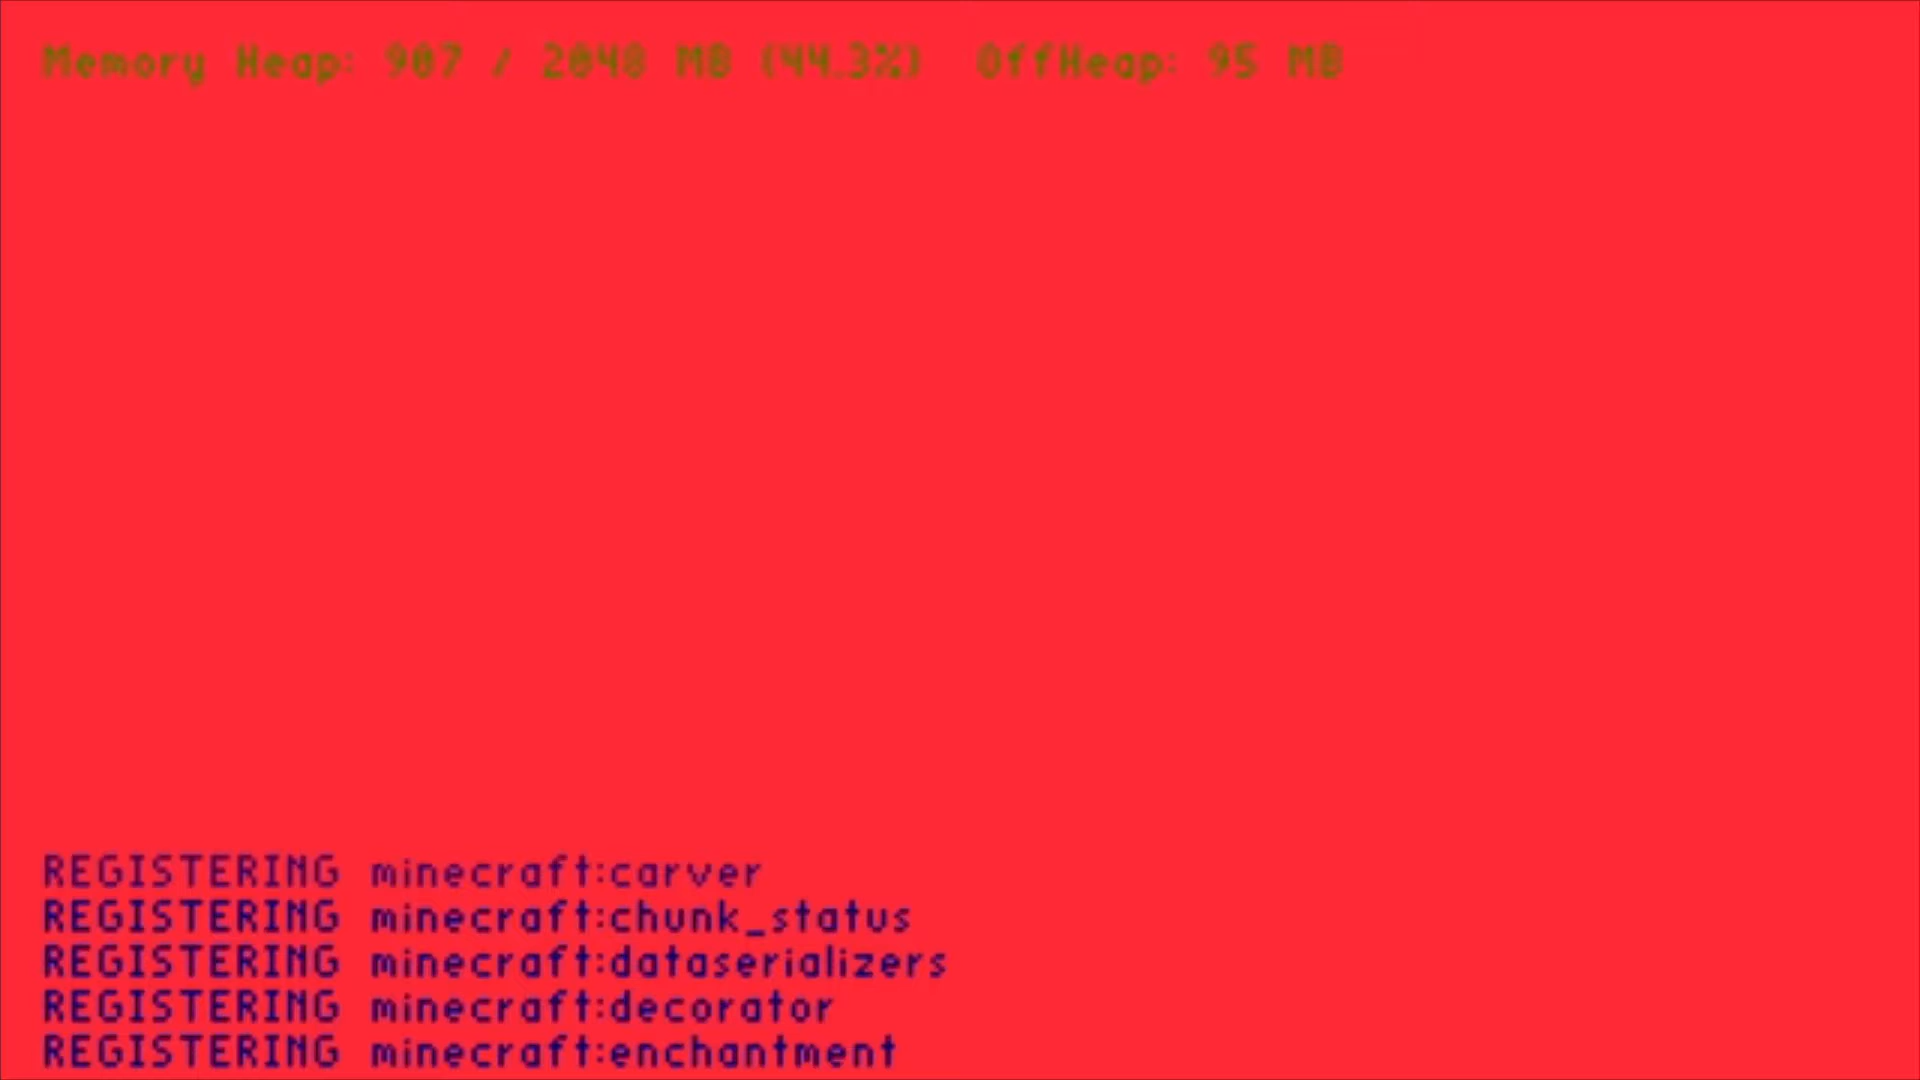 Memory Heap: 907 / 2048 MB (44.3%)  OffHeap: 95 MB
REGISTERING minecraft:carver
REGISTERING minecraft:chunk_status
REGISTERING minecraft:dataserializers
REGISTERING minecraft:decorator
REGISTERING minecraft:enchantment